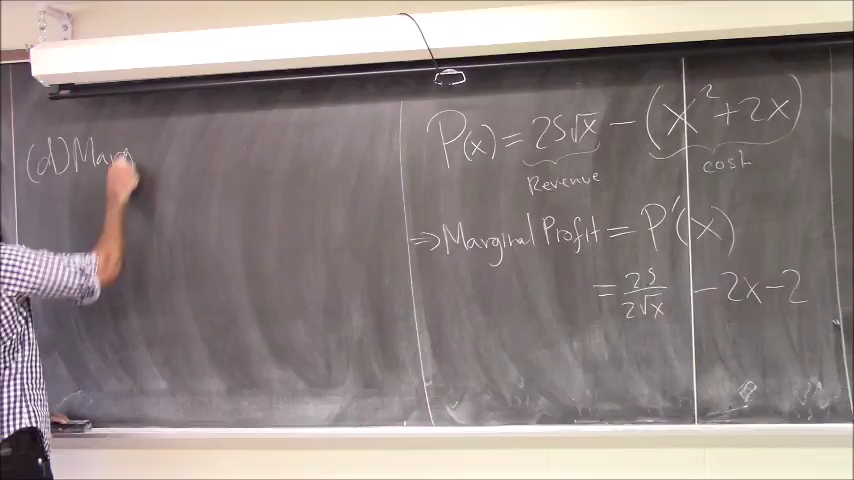 (d) Marg
P(x) = 25√x - (x² + 2x)
Revenue cost
⇒ Marginal Profit = P'(x)
= 25/2√x - 2x - 2